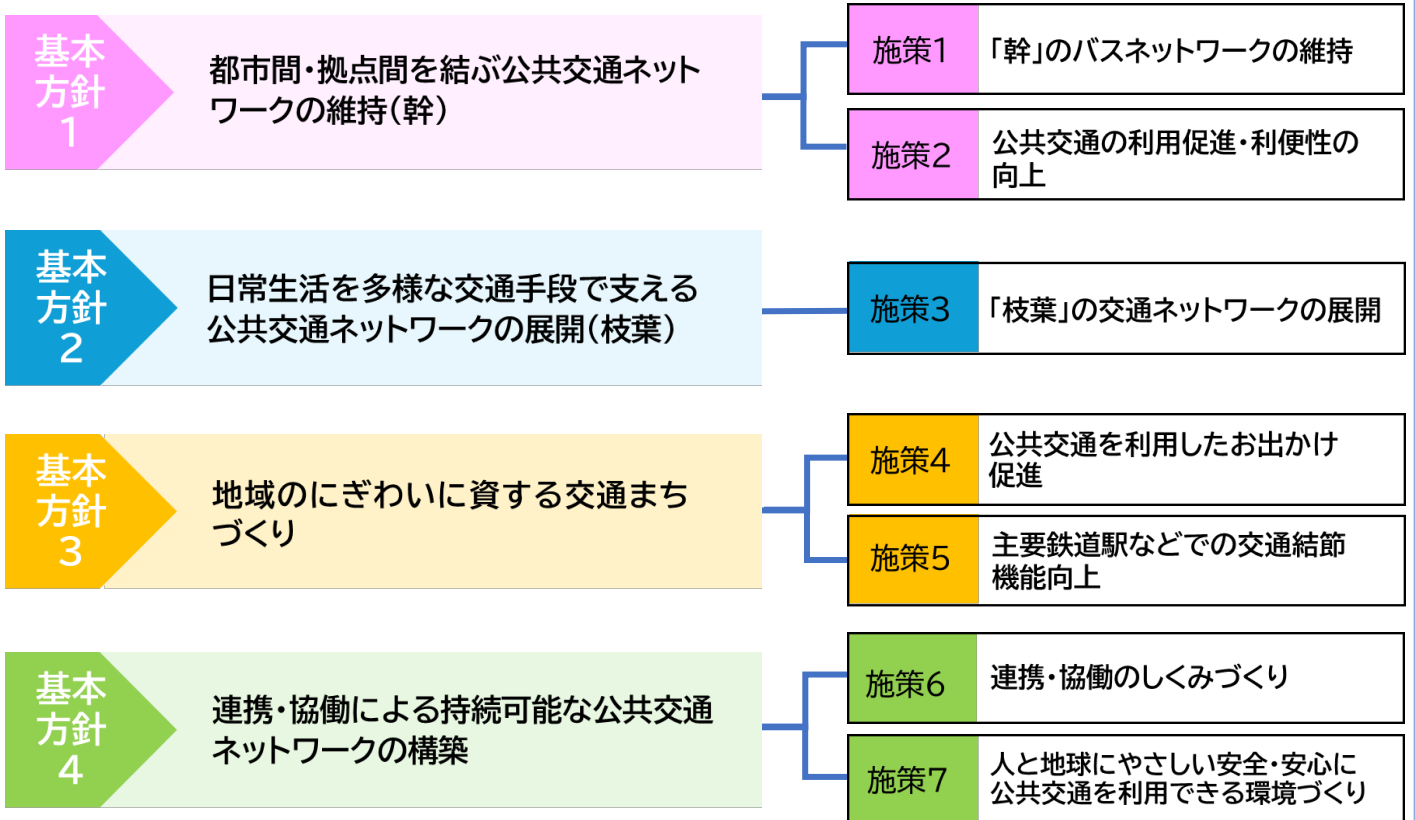 基本
方針
1
都市間・拠点間を結ぶ公共交通ネット
ワークの維持(幹)
施策1
「幹」のバスネットワークの維持
施策2
公共交通の利用促進・利便性の
向上
基本
方針
2
日常生活を多様な交通手段で支える
公共交通ネットワークの展開(枝葉)
施策3
「枝葉」の交通ネットワークの展開
基本
方針
3
地域のにぎわいに資する交通まち
づくり
施策4
公共交通を利用したお出かけ
促進
施策5
主要鉄道駅などでの交通結節
機能向上
基本
方針
4
連携・協働による持続可能な公共交通
ネットワークの構築
施策6
連携・協働のしくみづくり
施策7
人と地球にやさしい安全・安心に
公共交通を利用できる環境づくり